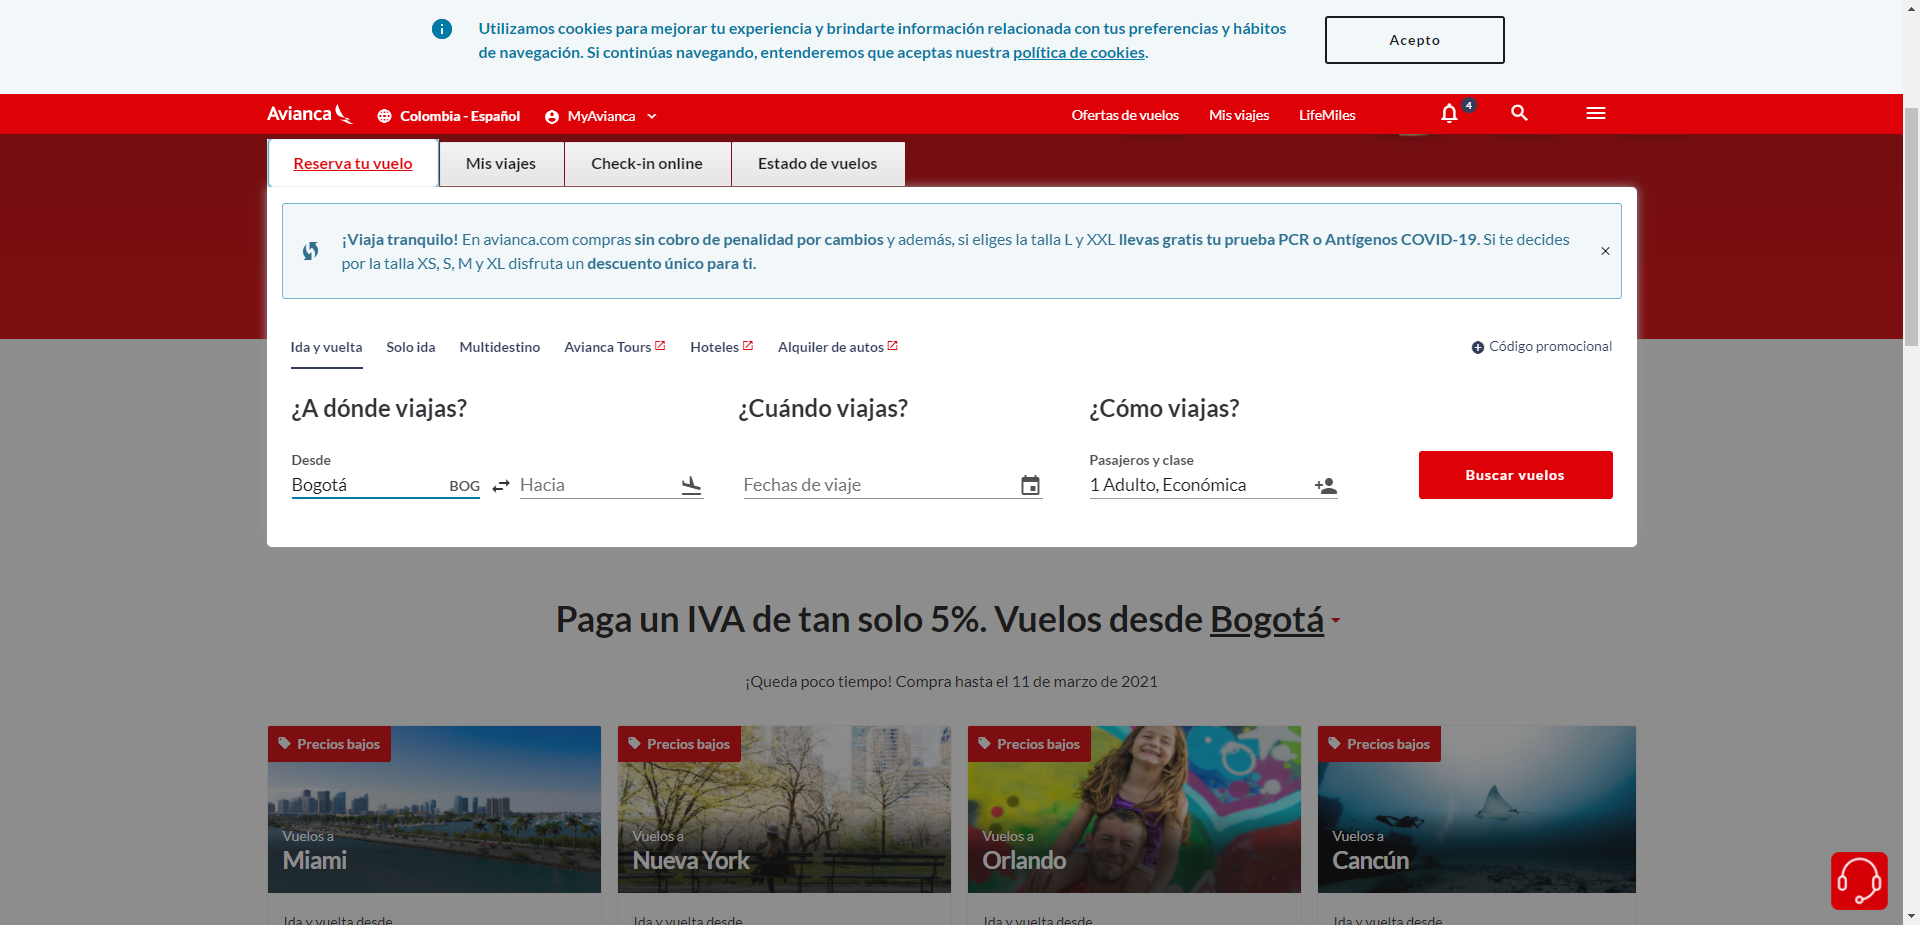 Utilizamos cookies para mejorar tu experiencia y brindarte información relacionada con tus preferencias y hábitos
de navegación. Si continúas navegando, entenderemos que aceptas nuestra política de cookies.
Acepto
Avianca
Colombia - Español
MyAvianca
Ofertas de vuelos
Mis viajes
LifeMiles
4
Reserva tu vuelo
Mis viajes
Check-in online
Estado de vuelos
¡Viaja tranquilo! En avianca.com compras sin cobro de penalidad por cambios y además, si eliges la talla L y XXL llevas gratis tu prueba PCR o Antígenos COVID-19. Si te decides
por la talla XS, S, M y XL disfruta un descuento único para ti.
Ida y vuelta
Solo ida
Multidestino
Avianca Tours
Hoteles
Alquiler de autos
Código promocional
¿A dónde viajas?
¿Cuándo viajas?
¿Cómo viajas?
Desde
Bogotá
BOG
Hacia
Fechas de viaje
Pasajeros y clase
1 Adulto, Económica
Buscar vuelos
Paga un IVA de tan solo 5%. Vuelos desde Bogotá
¡Queda poco tiempo! Compra hasta el 11 de marzo de 2021
Precios bajos
Vuelos a
Miami
Ida y vuelta desde
Precios bajos
Vuelos a
Nueva York
Ida y vuelta desde
Precios bajos
Vuelos a
Orlando
Ida y vuelta desde
Precios bajos
Vuelos a
Cancún
Ida y vuelta desde